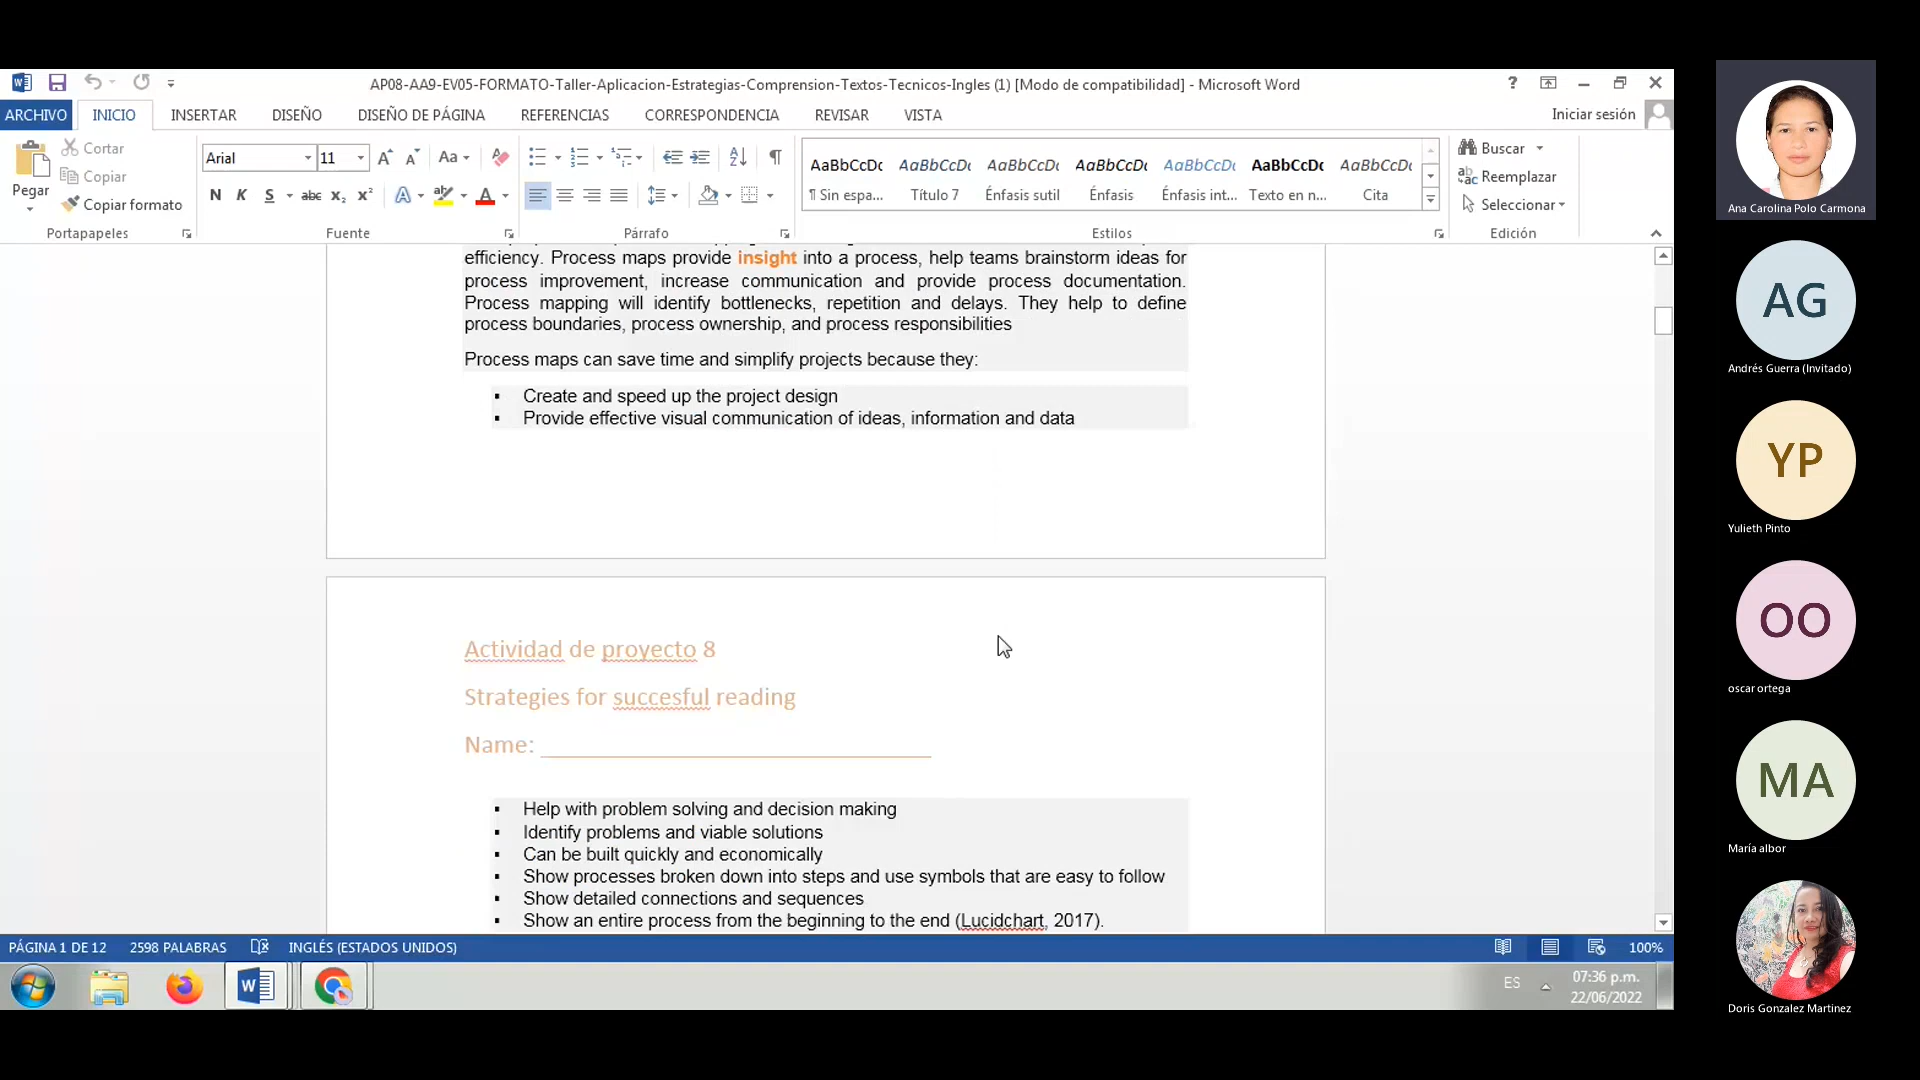 AP08-AA9-EV05-FORMATO-Taller-Aplicacion-Estrategias-Comprension-Textos-Tecnicos-Ingles (1) [Modo de compatibilidad] - Microsoft Word
ARCHIVO INICIO INSERTAR DISEÑO DISEÑO DE PÁGINA REFERENCIAS CORRESPONDENCIA REVISAR VISTA Iniciar sesión
Pegar
Cortar
Copiar
Copiar formato
Portapapeles
Arial 11
Fuente
Párrafo
AaBbCcDc AaBbCcDc AaBbCcDc AaBbCcDc AaBbCcDc AaBbCcDc AaBbCcDc
¶ Sin espa... Título 7 Énfasis sutil Énfasis Énfasis int... Texto en n... Cita
Estilos
Buscar
Reemplazar
Seleccionar
Edición
efficiency. Process maps provide insight into a process, help teams brainstorm ideas for
process improvement, increase communication and provide process documentation.
Process mapping will identify bottlenecks, repetition and delays. They help to define
process boundaries, process ownership, and process responsibilities
Process maps can save time and simplify projects because they:
▪ Create and speed up the project design
▪ Provide effective visual communication of ideas, information and data
Actividad de proyecto 8
Strategies for succesful reading
Name: ______________________________
▪ Help with problem solving and decision making
▪ Identify problems and viable solutions
▪ Can be built quickly and economically
▪ Show processes broken down into steps and use symbols that are easy to follow
▪ Show detailed connections and sequences
▪ Show an entire process from the beginning to the end (Lucidchart, 2017).
PÁGINA 1 DE 12 2598 PALABRAS INGLÉS (ESTADOS UNIDOS) 100%
ES 07:36 p.m.
22/06/2022
Ana Carolina Polo Carmona
AG
Andrés Guerra (Invitado)
YP
Yulieth Pinto
OO
oscar ortega
MA
María albor
Doris Gonzalez Martinez